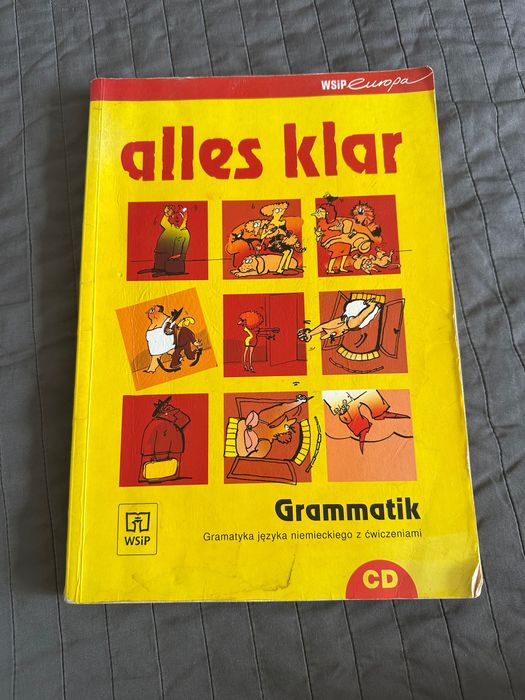 WSiP europa
alles klar
Grammatik
Gramatyka języka niemieckiego z ćwiczeniami
WSiP
CD